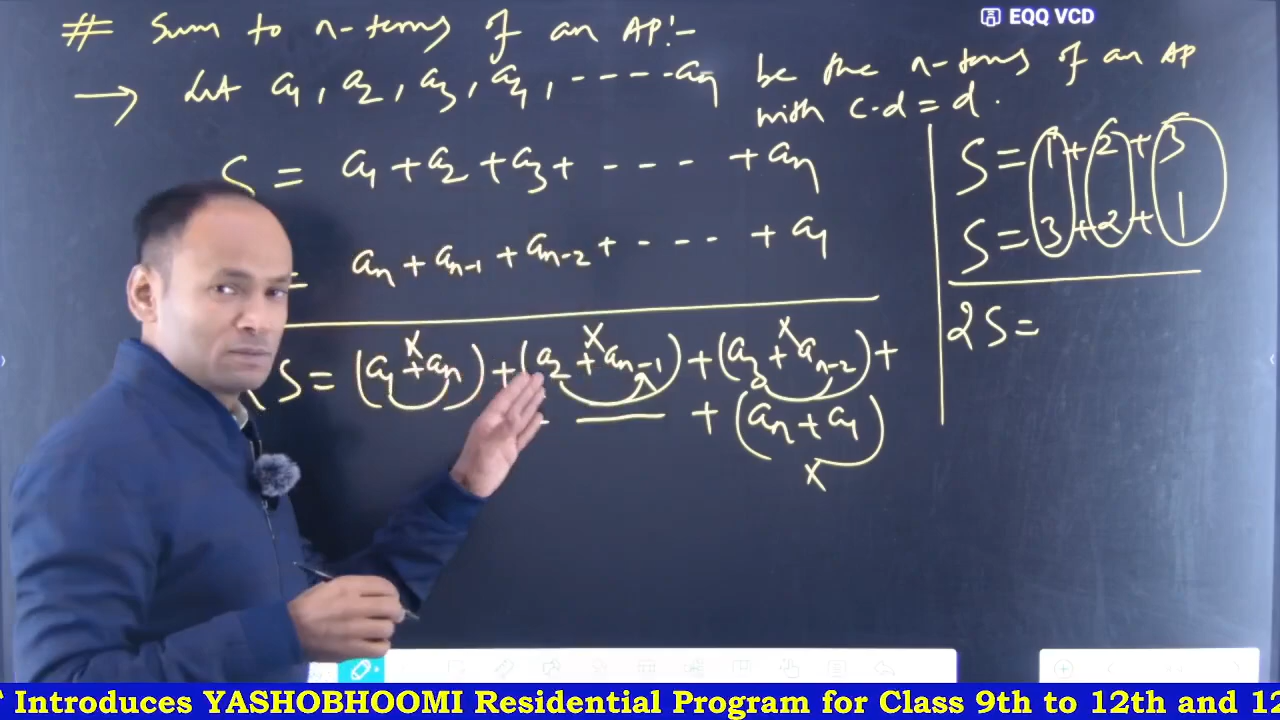 # Sum to n-terms of an AP:-
EQQ VCD
→ Let a1, a2, a3, a4, ----- an be the n-terms of an AP
with c.d = d.
S = a1 + a2 + a3 + - - - - + an
= an + an-1 + an-2 + - - - + a1
S = (a1 + an) + (a2 + an-1) + (a3 + an-2) +
x x x
+ (an + a1)
x
S = 1 + 2 + 3
S = 3 + 2 + 1
2S =
Introduces YASHOBHOOMI Residential Program for Class 9th to 12th and 12